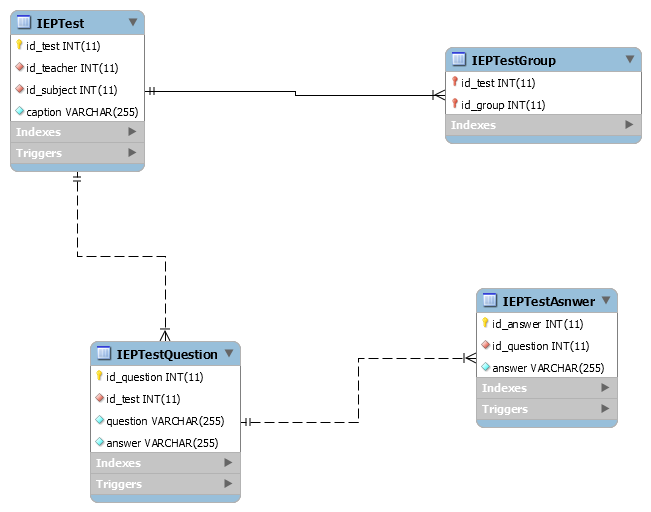 IEPTest
id_test INT(11)
id_teacher INT(11)
id_subject INT(11)
caption VARCHAR(255)
Indexes
Triggers
IEPTestGroup
id_test INT(11)
id_group INT(11)
Indexes
IEPTestQuestion
id_question INT(11)
id_test INT(11)
question VARCHAR(255)
answer VARCHAR(255)
Indexes
Triggers
IEPTestAsnwer
id_answer INT(11)
id_question INT(11)
answer VARCHAR(255)
Indexes
Triggers